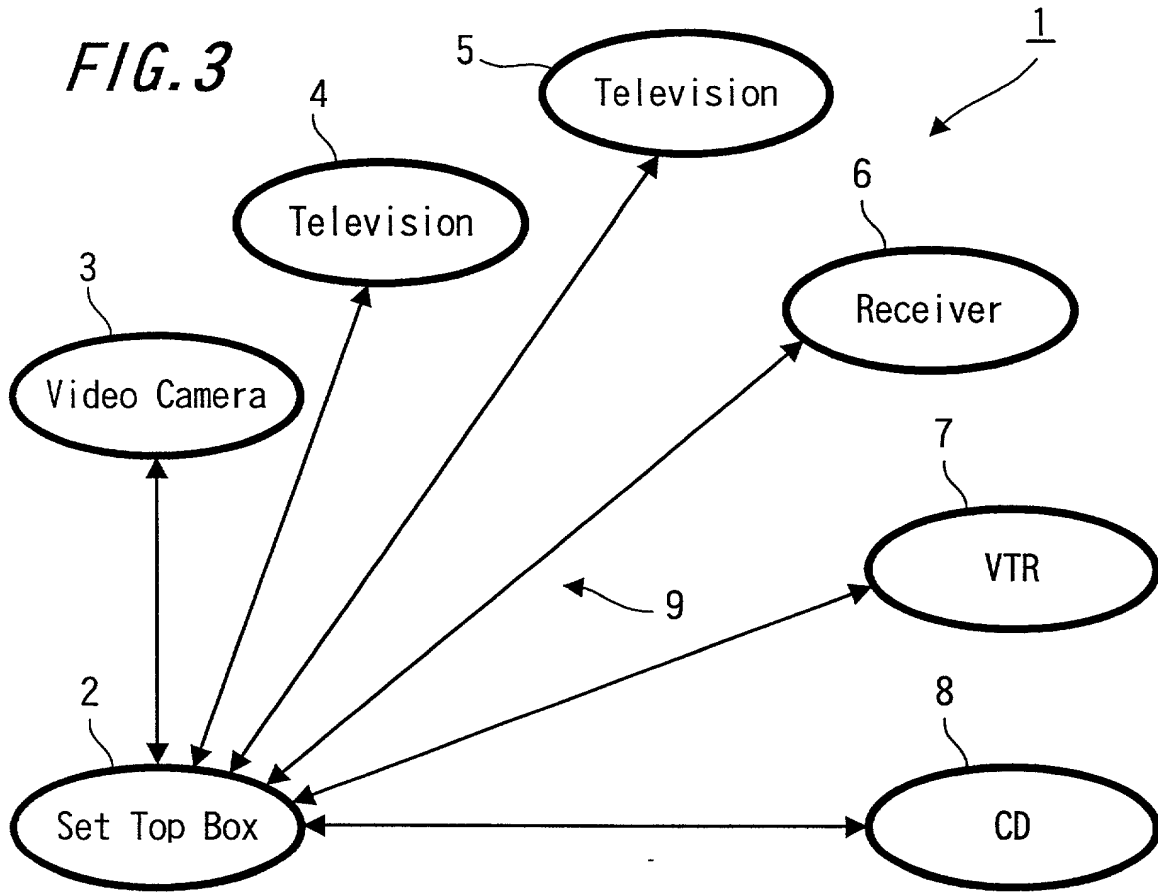 FIG.3
1
5
Television
4
Television
6
Receiver
3
Video Camera
7
VTR
9
2
Set Top Box
8
CD